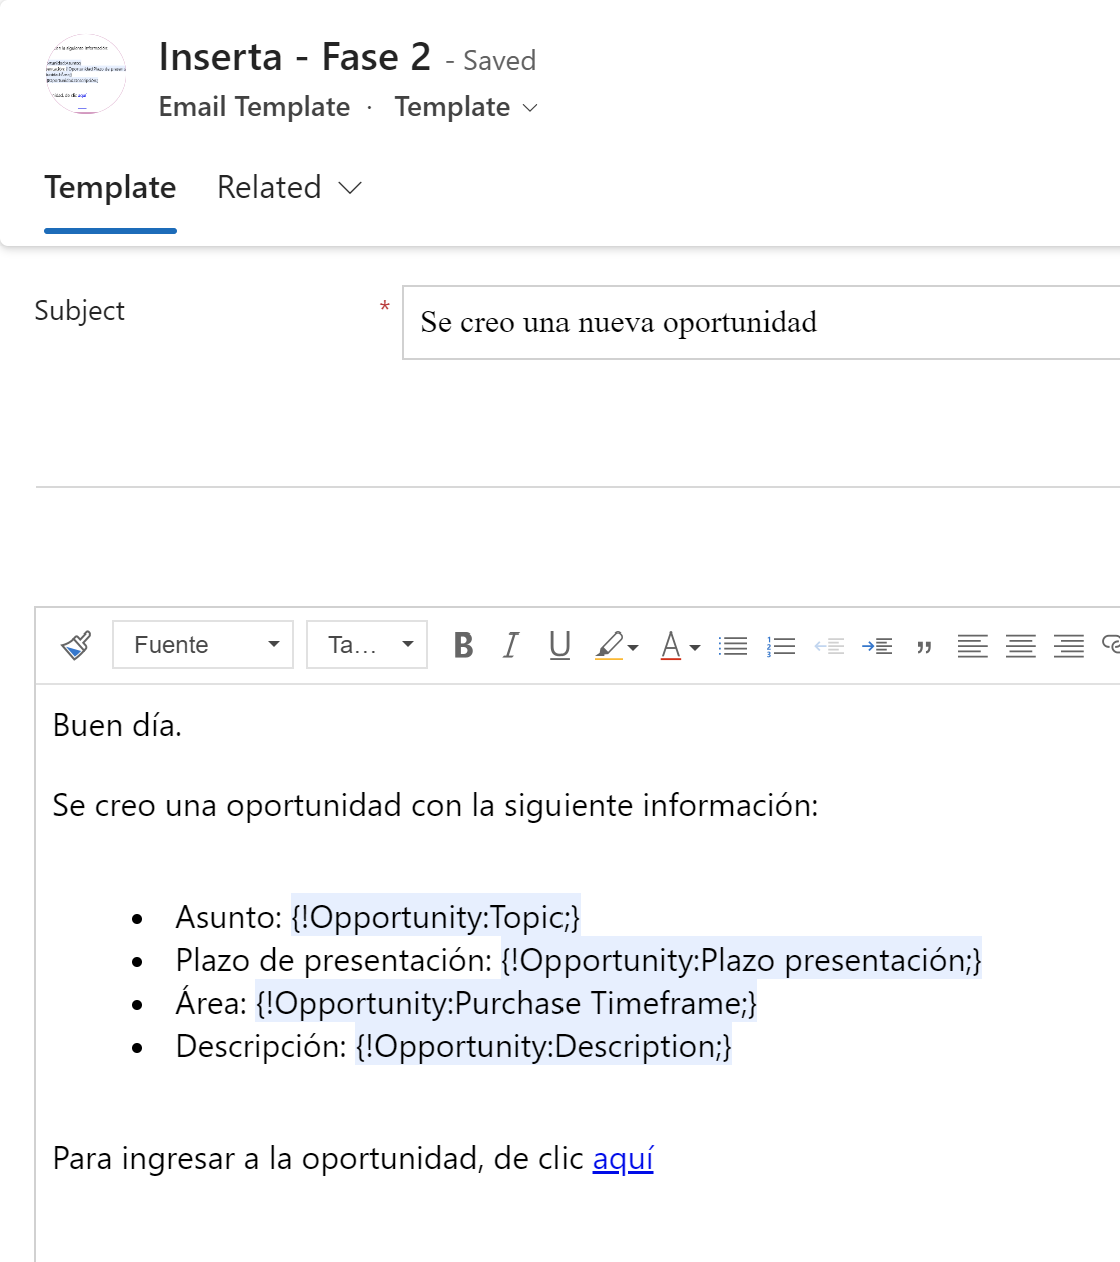 Inserta - Fase 2 - Saved
Email Template · Template
Template Related
Subject * Se creo una nueva oportunidad
Fuente Ta... B I U A
Buen día.
Se creo una oportunidad con la siguiente información:
• Asunto: {!Opportunity:Topic;}
• Plazo de presentación: {!Opportunity:Plazo presentación;}
• Área: {!Opportunity:Purchase Timeframe;}
• Descripción: {!Opportunity:Description;}
Para ingresar a la oportunidad, de clic aquí